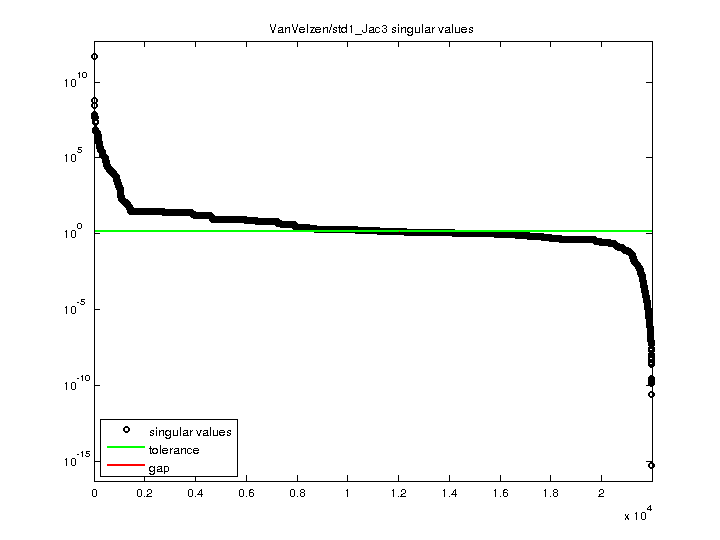 VanVelzen/std1_Jac3 singular values
10^10
10^5
10^0
10^-5
10^-10
10^-15
singular values
tolerance
gap
0 0.2 0.4 0.6 0.8 1 1.2 1.4 1.6 1.8 2
x 10^4